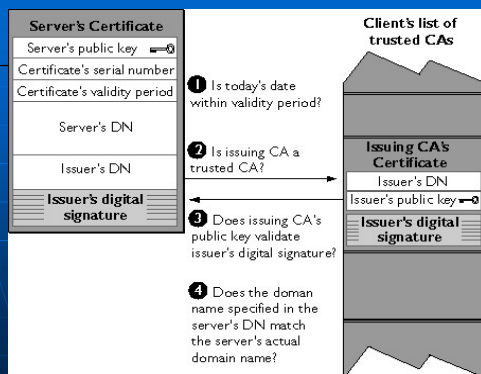 Server's Certificate
Server's public key
Certificate's serial number
Certificate's validity period
Server's DN
Issuer's DN
Issuer's digital
signature
1 Is today's date
within validity period?
2 Is issuing CA a
trusted CA?
3 Does issuing CA's
public key validate
issuer's digital signature?
4 Does the doman
name specified in the
server's DN match
the server's actual
domain name?
Client's list of
trusted CAs
Issuing CA's
Certificate
Issuer's DN
Issuer's public key
Issuer's digital
signature